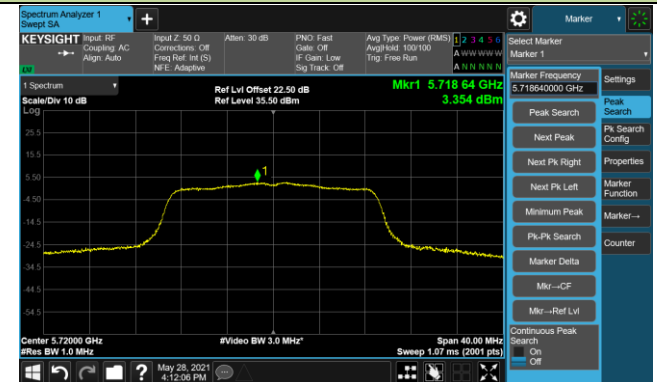 Spectrum Analyzer 1
Swept SA
Marker
KEYSIGHT
Input: RF
Coupling: AC
Align: Auto
Input Z: 50 Ω
Corrections: Off
Freq Ref: Int (S)
NFE: Adaptive
Atten: 30 dB
PNO: Fast
Gate: Off
IF Gain: Low
Sig Track: Off
Avg Type: Power (RMS)
Avg|Hold: 100/100
Trig: Free Run
1 2 3 4 5 6
A W W W W W
A N N N N N
Select Marker
Marker 1
1 Spectrum
Scale/Div 10 dB
Log
Ref Lvl Offset 22.50 dB
Ref Level 35.50 dBm
Mkr1 5.718 64 GHz
3.354 dBm
25.5
15.5
5.50
-4.50
-14.5
-24.5
-34.5
-44.5
-54.5
1
Center 5.72000 GHz
#Res BW 1.0 MHz
#Video BW 3.0 MHz*
Span 40.00 MHz
Sweep 1.07 ms (2001 pts)
Marker Frequency
5.718640000 GHz
Peak Search
Next Peak
Next Pk Right
Next Pk Left
Minimum Peak
Pk-Pk Search
Marker Delta
Mkr→CF
Mkr→Ref Lvl
Continuous Peak
Search
On
Off
Settings
Peak
Search
Pk Search
Config
Properties
Marker
Function
Marker→
Counter
May 28, 2021
4:12:06 PM